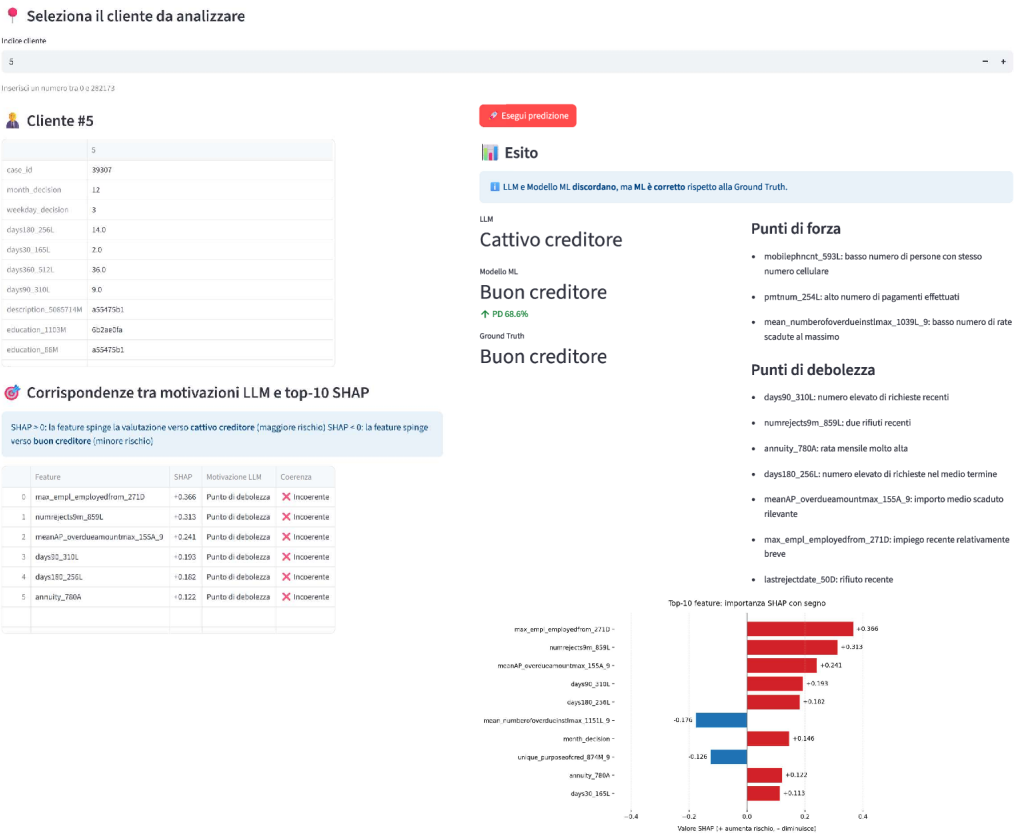 Seleziona il cliente da analizzare
Indice cliente
5
− +
Inserisci un numero tra 0 e 282173
Cliente #5
5
case_id 39307
month_decision 12
weekday_decision 3
days180_256L 14.0
days30_165L 2.0
days360_512L 36.0
days90_310L 9.0
description_5085714M a55475b1
education_1103M 6b2ae0fa
education_88M a55475b1
Corrispondenze tra motivazioni LLM e top-10 SHAP
SHAP > 0: la feature spinge la valutazione verso cattivo creditore (maggiore rischio) SHAP < 0: la feature spinge
verso buon creditore (minore rischio)
Feature SHAP Motivazione LLM Coerenza
0 max_empl_employedfrom_271D +0.366 Punto di debolezza ❌ Incoerente
1 numrejects9m_859L +0.313 Punto di debolezza ❌ Incoerente
2 meanAP_overdueamountmax_155A_9 +0.241 Punto di debolezza ❌ Incoerente
3 days90_310L +0.193 Punto di debolezza ❌ Incoerente
4 days180_256L +0.182 Punto di debolezza ❌ Incoerente
5 annuity_780A +0.122 Punto di debolezza ❌ Incoerente
Esegui predizione
Esito
LLM e Modello ML discordano, ma ML è corretto rispetto alla Ground Truth.
LLM
Cattivo creditore
Modello ML
Buon creditore
↑ PD 68.6%
Ground Truth
Buon creditore
Punti di forza
• mobilephncnt_593L: basso numero di persone con stesso
numero cellulare
• pmtnum_254L: alto numero di pagamenti effettuati
• mean_numberofoverdueinstlmax_1039L_9: basso numero di rate
scadute al massimo
Punti di debolezza
• days90_310L: numero elevato di richieste recenti
• numrejects9m_859L: due rifiuti recenti
• annuity_780A: rata mensile molto alta
• days180_256L: numero elevato di richieste nel medio termine
• meanAP_overdueamountmax_155A_9: importo medio scaduto
rilevante
• max_empl_employedfrom_271D: impiego recente relativamente
breve
• lastrejectdate_50D: rifiuto recente
Top-10 feature: importanza SHAP con segno
max_empl_employedfrom_271D +0.366
numrejects9m_859L +0.313
meanAP_overdueamountmax_155A_9 +0.241
days90_310L +0.193
days180_256L +0.182
mean_numberofoverdueinstlmax_1151L_9 -0.176
month_decision +0.146
unique_purposeofcred_874M_9 -0.126
annuity_780A +0.122
days30_165L +0.113
−0.4 −0.2 0.0 0.2 0.4
Valore SHAP (+ aumenta rischio, – diminuisce)